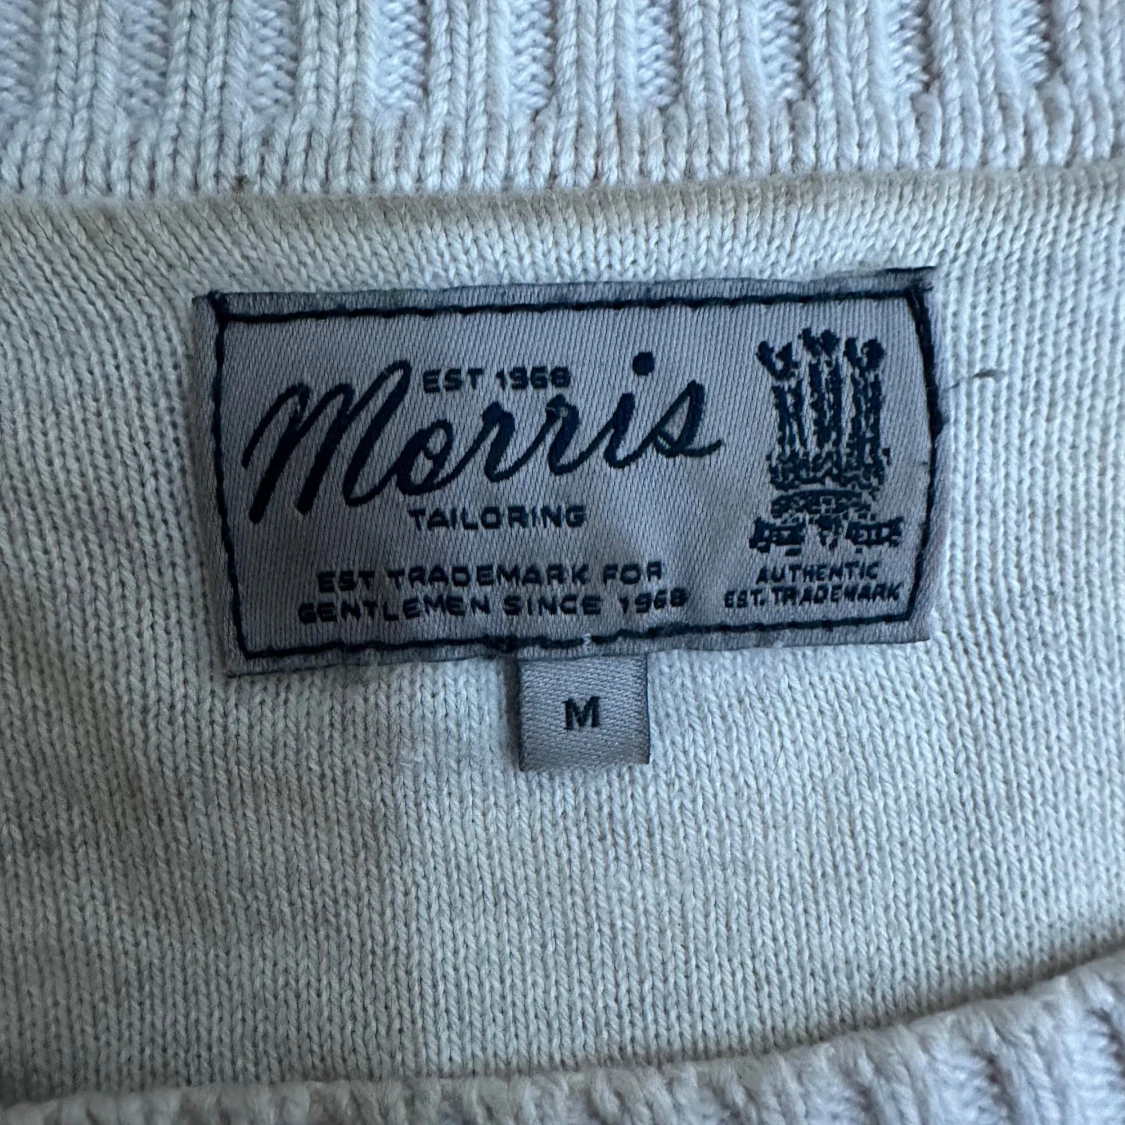 EST 1968
Morris
TAILORING
EST TRADEMARK FOR
GENTLEMEN SINCE 1968
AUTHENTIC
EST. TRADEMARK
M